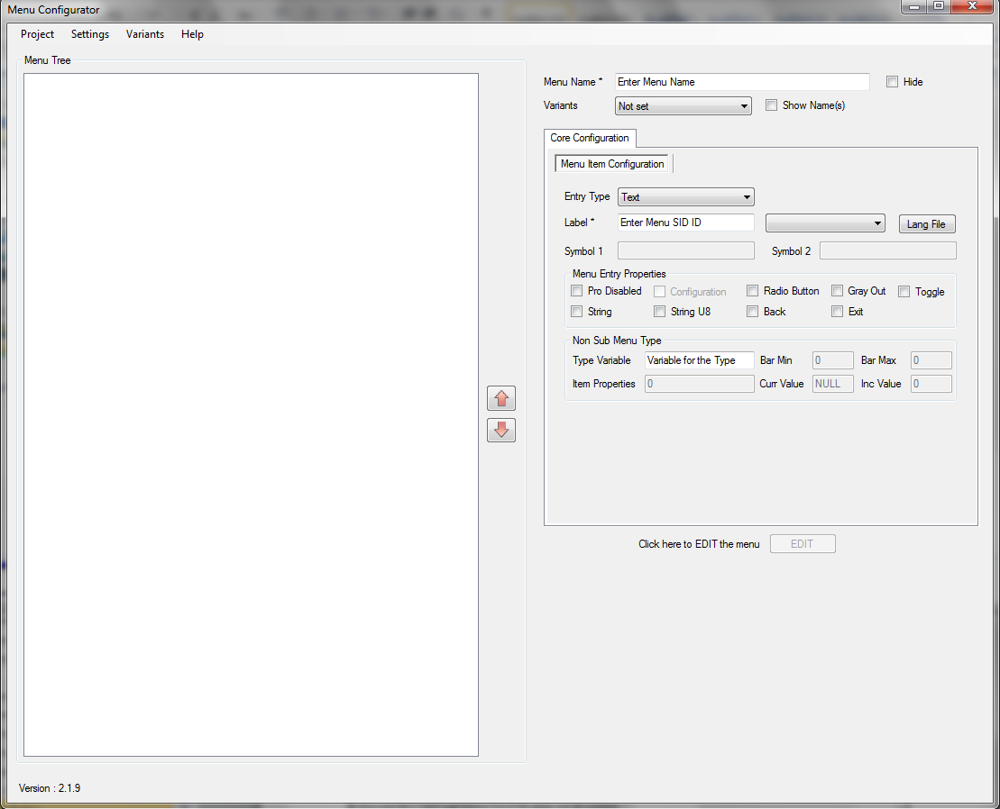 Menu Configurator
Project Settings Variants Help
Menu Tree
Menu Name * Enter Menu Name Hide
Variants Not set Show Name(s)
Core Configuration
Menu Item Configuration
Entry Type Text
Label * Enter Menu SID ID Lang File
Symbol 1 Symbol 2
Menu Entry Properties
Pro Disabled Configuration Radio Button Gray Out Toggle
String String U8 Back Exit
Non Sub Menu Type
Type Variable Variable for the Type Bar Min 0 Bar Max 0
Item Properties 0 Curr Value NULL Inc Value 0
Click here to EDIT the menu EDIT
Version : 2.1.9